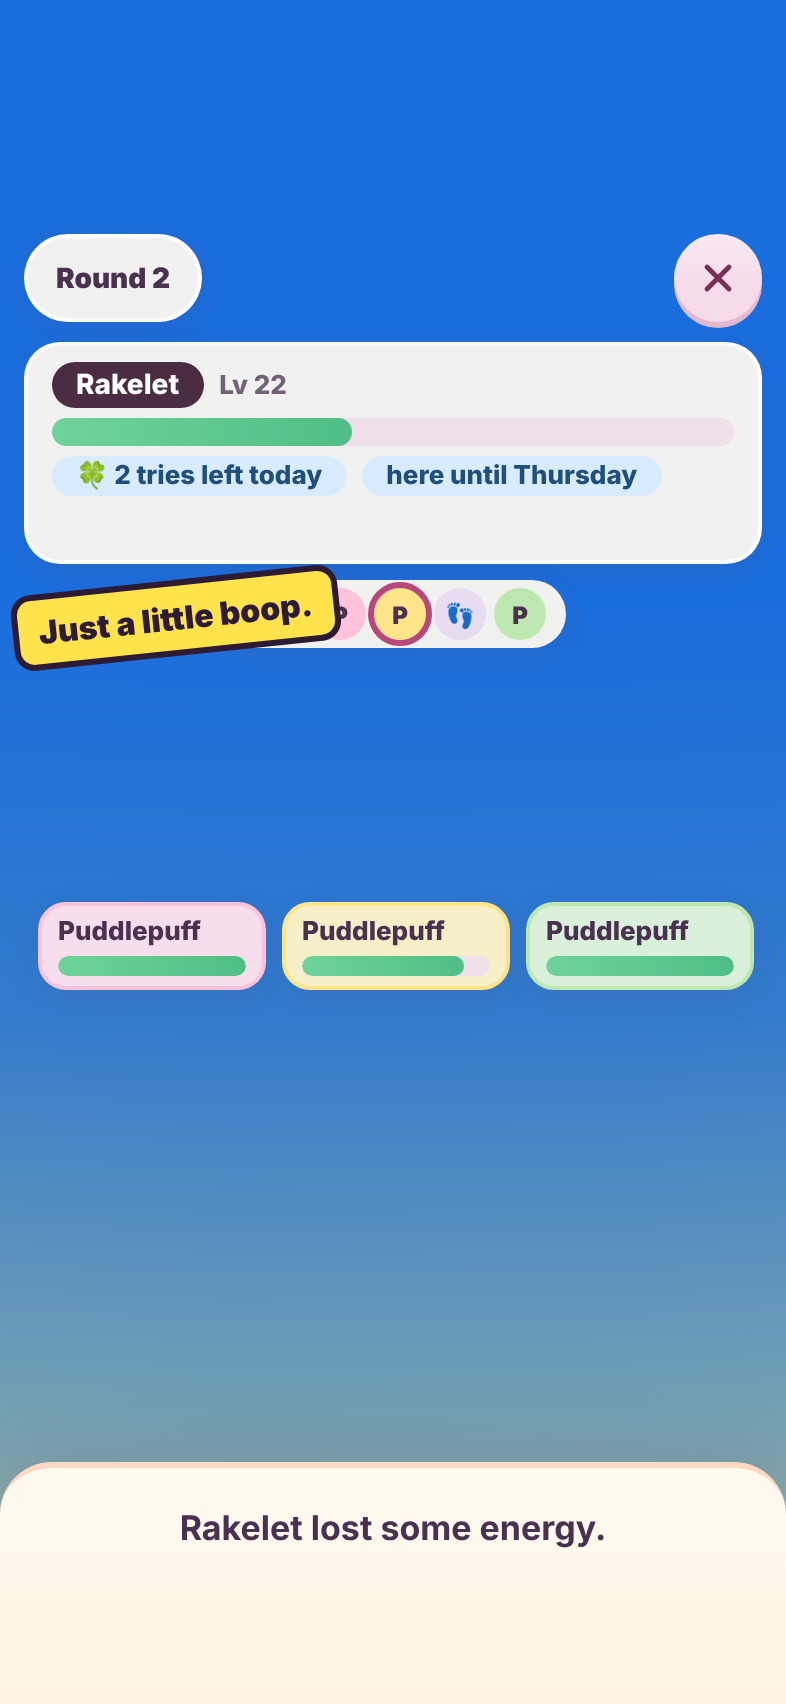 Round 2
Rakelet Lv 22
🍀 2 tries left today here until Thursday
Just a little boop.
P P 👣 P
Puddlepuff Puddlepuff Puddlepuff
Rakelet lost some energy.